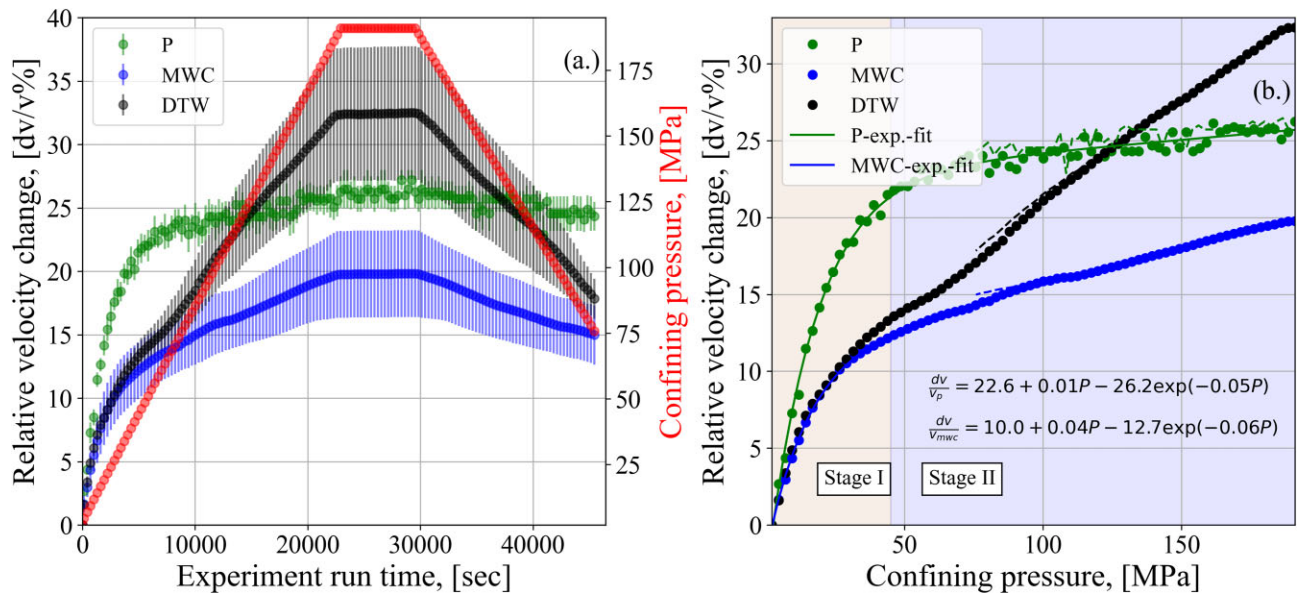 P
MWC
DTW
(a.)
0
5
10
15
20
25
30
35
40
Relative velocity change, [dv/v%]
0
10000
20000
30000
40000
Experiment run time, [sec]
25
50
75
100
125
150
175
Confining pressure, [MPa]
P
MWC
DTW
P-exp.-fit
MWC-exp.-fit
(b.)
0
5
10
15
20
25
30
Relative velocity change, [dv/v%]
dv/v_p = 22.6 + 0.01P − 26.2exp(−0.05P)
dv/v_mwc = 10.0 + 0.04P − 12.7exp(−0.06P)
Stage I
Stage II
50
100
150
Confining pressure, [MPa]